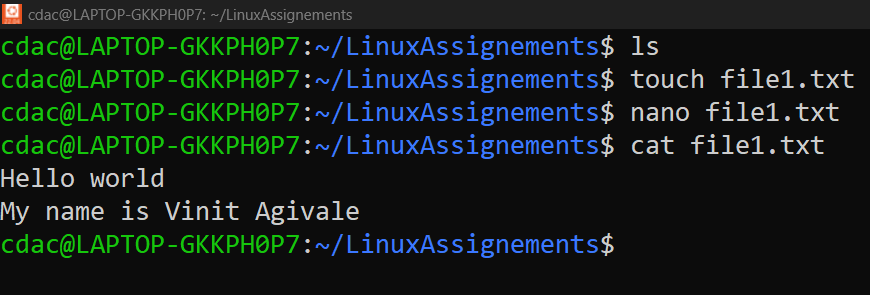 cdac@LAPTOP-GKKPH0P7: ~/LinuxAssignements
cdac@LAPTOP-GKKPH0P7:~/LinuxAssignements$ ls
cdac@LAPTOP-GKKPH0P7:~/LinuxAssignements$ touch file1.txt
cdac@LAPTOP-GKKPH0P7:~/LinuxAssignements$ nano file1.txt
cdac@LAPTOP-GKKPH0P7:~/LinuxAssignements$ cat file1.txt
Hello world
My name is Vinit Agivale
cdac@LAPTOP-GKKPH0P7:~/LinuxAssignements$